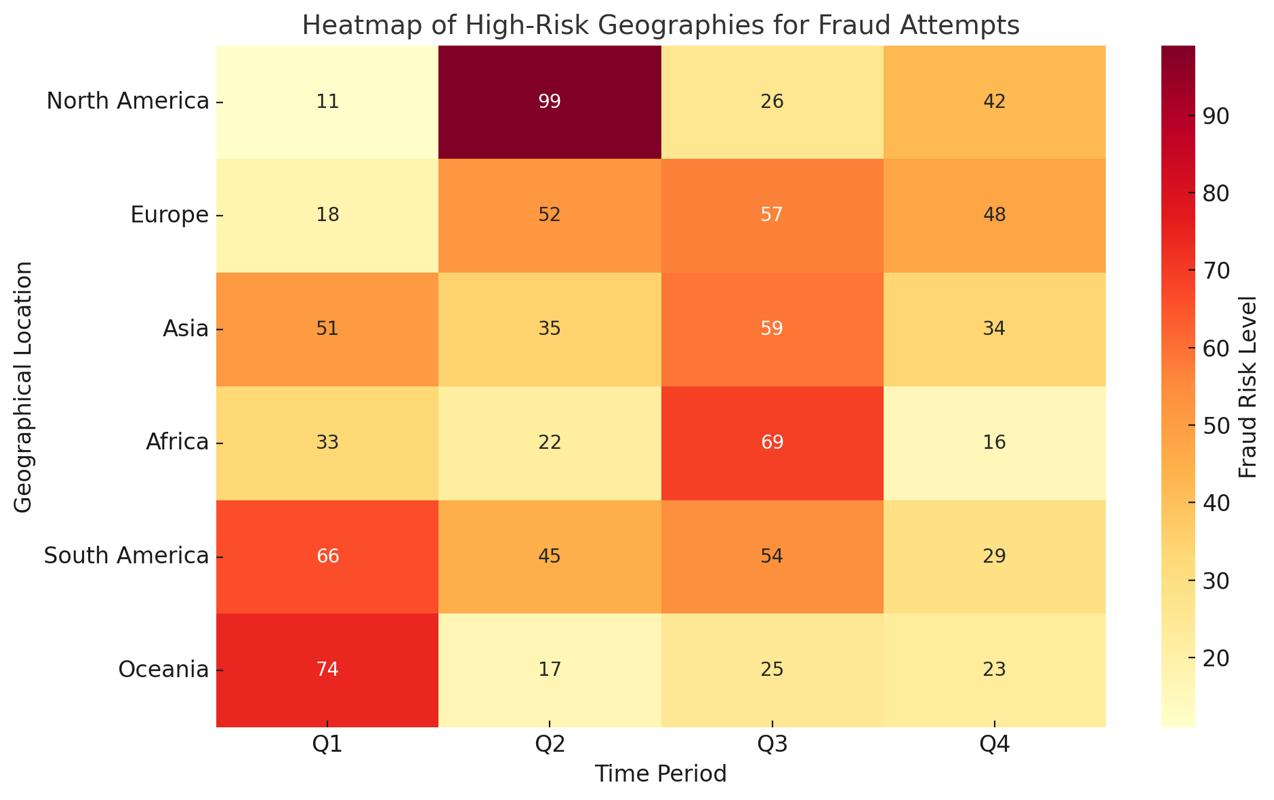 Heatmap of High-Risk Geographies for Fraud Attempts
North America 11 99 26 42
Europe 18 52 57 48
Asia 51 35 59 34
Africa 33 22 69 16
South America 66 45 54 29
Oceania 74 17 25 23
Q1 Q2 Q3 Q4
Time Period
Geographical Location
90
80
70
60
50
40
30
20
Fraud Risk Level